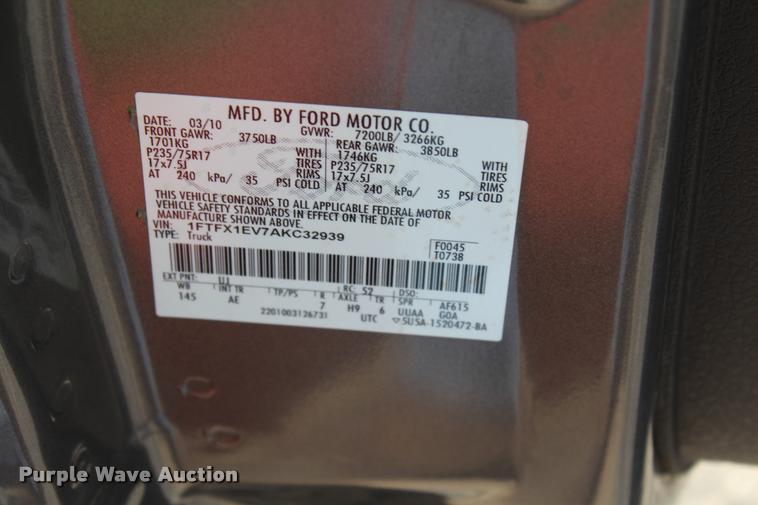 MFD. BY FORD MOTOR CO.
DATE: 03/10 GVWR: 7200LB/ 3266KG
FRONT GAWR: 3750LB REAR GAWR: 3850LB
1701KG WITH 1746KG WITH
P235/75R17 TIRES P235/75R17 TIRES
17x7.5J RIMS 17x7.5J RIMS
AT 240 kPa/ 35 PSI COLD AT 240 kPa/ 35 PSI COLD
THIS VEHICLE CONFORMS TO ALL APPLICABLE FEDERAL MOTOR
VEHICLE SAFETY STANDARDS IN EFFECT ON THE DATE OF
MANUFACTURE SHOWN ABOVE.
VIN: 1FTFX1EV7AKC32939
TYPE: Truck
F0045
T0738
EXT PNT: UJ RC: 52 DSO:
WB INT TR TP/PS R AXLE TR SPR AF615
145 AE 7 H9 6 UUAA G0A
2201003126731 UTC SUSA-1520472-BA
Ford
Purple Wave Auction